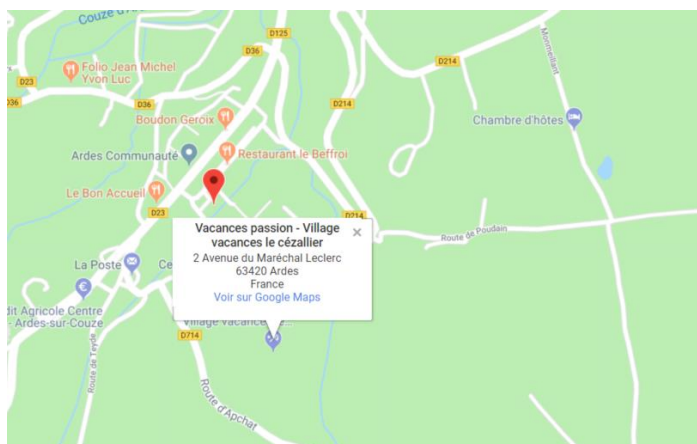 Couze d'A
D125
D36
Folio Jean Michel
Yvon Luc
D23
D36
D36
D214
D214
Monmeillant
Boudon Geroix
Chambre d'hôtes
Ardes Communauté
Restaurant le Beffroi
Le Bon Accueil
D23
D214
Vacances passion - Village
vacances le cézallier
2 Avenue du Maréchal Leclerc
63420 Ardes
France
Voir sur Google Maps
Route de Poudain
La Poste
Ce
dit Agricole Centre
- Ardes-sur-Couze
Village vacances
D714
Route de Teyde
Route d'Apchat